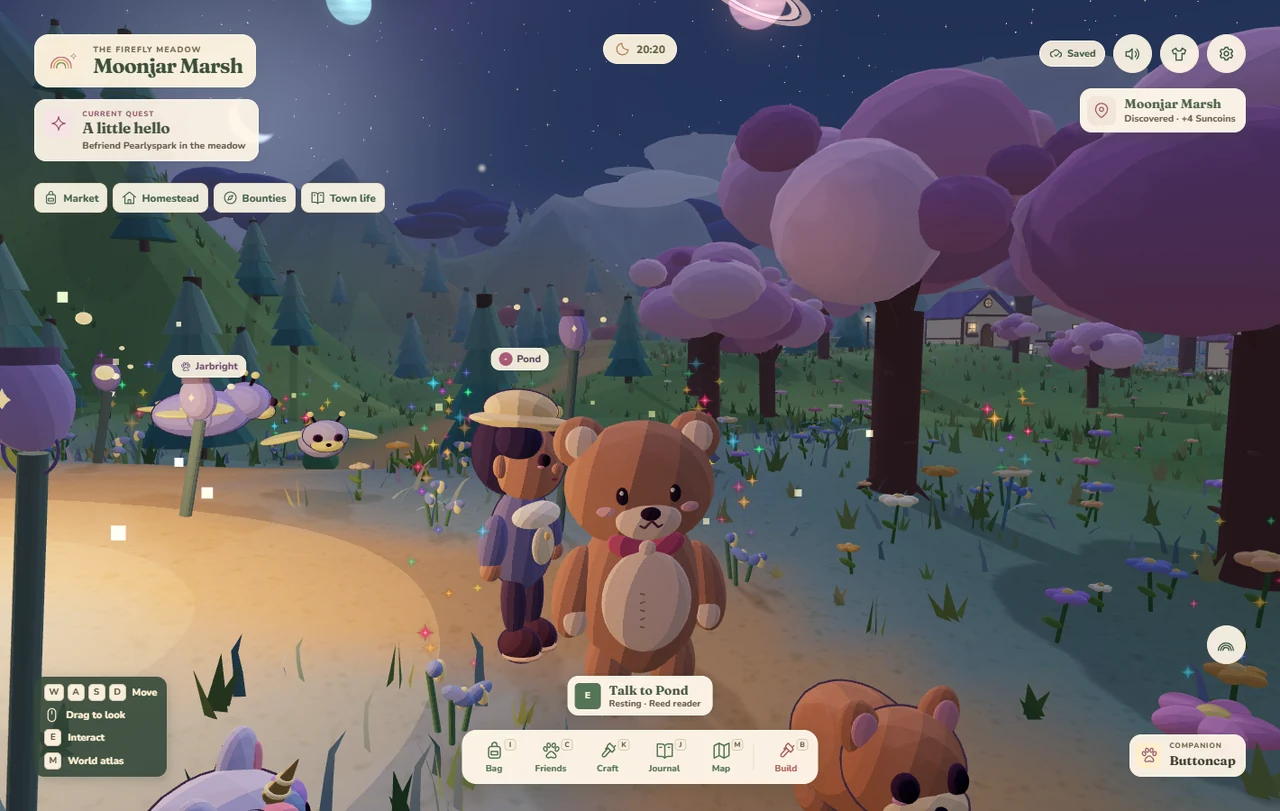 THE FIREFLY MEADOW
Moonjar Marsh
20:20
Saved
CURRENT QUEST
A little hello
Befriend Pearlyspark in the meadow
Moonjar Marsh
Discovered · +4 Suncoins
Market
Homestead
Bounties
Town life
Jarbright
Pond
W A S D Move
Drag to look
E Interact
M World atlas
E
Talk to Pond
Resting · Reed reader
I
Bag
C
Friends
K
Craft
J
Journal
M
Map
B
Build
COMPANION
Buttoncap